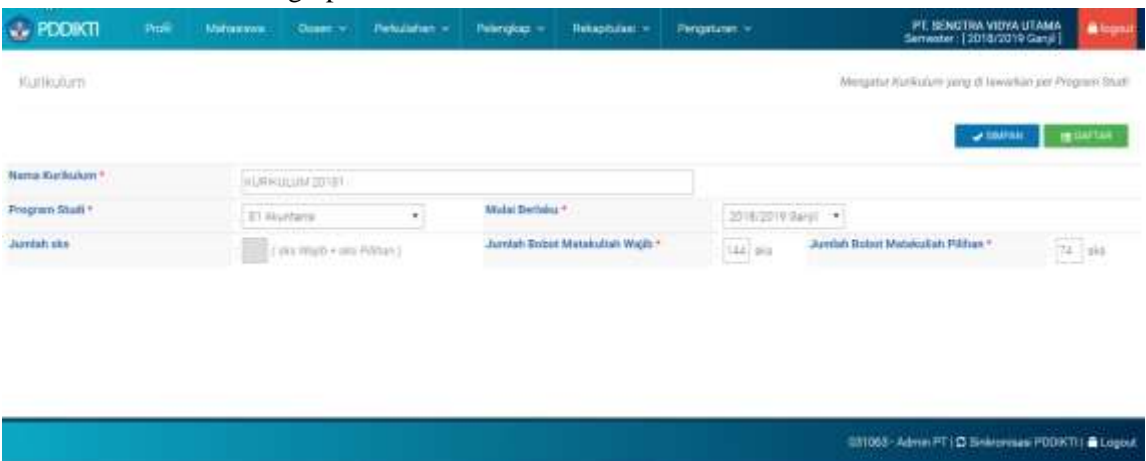 PDDIKTI Profil Mahasiswa Dosen Perkuliahan Pelengkap Rekapitulasi Pengaturan PT. SENGTRA VIDYA UTAMA logout
Semester : [ 2018/2019 Ganjil ]
Kurikulum Mengatur Kurikulum yang di tawarkan per Program Studi
SIMPAN DAFTAR
Nama Kurikulum * KURIKULUM 20181
Program Studi * S1 Akuntansi Mulai Berlaku * 2018/2019 Ganjil
Jumlah sks ( sks Wajib + sks Pilihan ) Jumlah Bobot Matakuliah Wajib * 144 sks Jumlah Bobot Matakuliah Pilihan * 74 sks
031063 - Admin PT | Sinkronisasi PDDIKTI | Logout